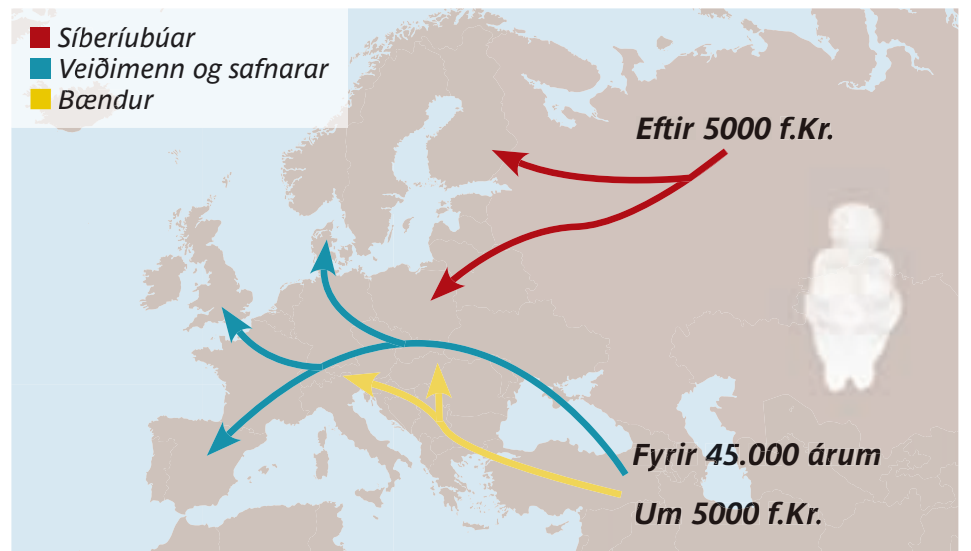 Síberíubúar
Veiðimenn og safnarar
Bændur
Eftir 5000 f.Kr.
Fyrir 45.000 árum
Um 5000 f.Kr.